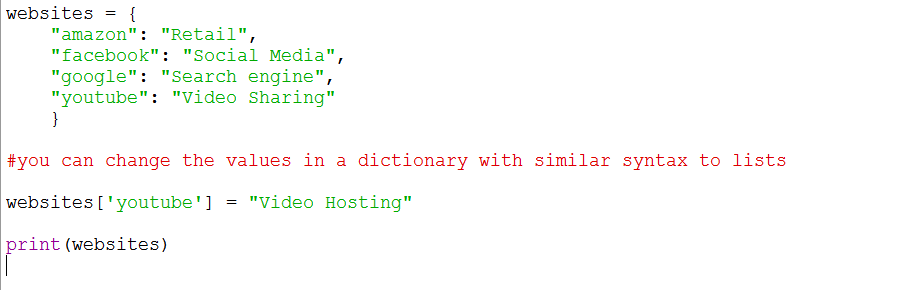 websites = {
    "amazon": "Retail",
    "facebook": "Social Media",
    "google": "Search engine",
    "youtube": "Video Sharing"
    }
#you can change the values in a dictionary with similar syntax to lists
websites['youtube'] = "Video Hosting"
print(websites)